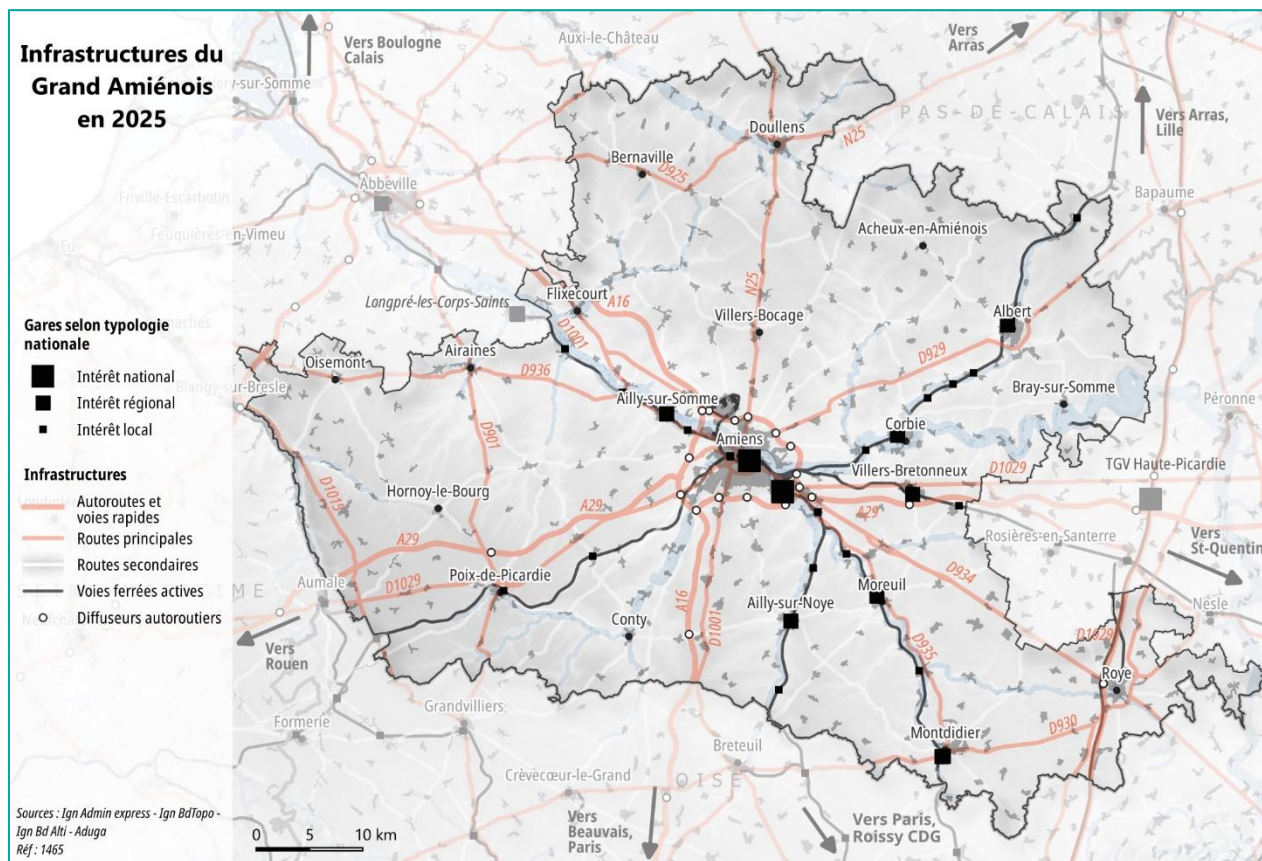 Infrastructures du
Grand Amiénois
en 2025
Vers Boulogne
Calais
Auxi-le-Château
Vers
Arras
PAS-DE-CALAIS
Vers Arras,
Lille
N25
Doullens
Bernaville
D925
Abbeville
Bapaume
Friville-Escarbotin
Feuquières-en-Vimeu
Eu
Acheux-en-Amiénois
N25
Longpré-les-Corps-Saints
Flixecourt
A16
D1001
Villers-Bocage
Albert
D929
Gares selon typologie
nationale
Intérêt national
Intérêt régional
Intérêt local
Oisemont
Airaines
D936
Blangy-sur-Bresle
Bray-sur-Somme
Péronne
Ailly-sur-Somme
Amiens
Corbie
D901
Villers-Bretonneux
D1029
TGV Haute-Picardie
Infrastructures
Autoroutes et
voies rapides
Routes principales
Routes secondaires
Voies ferrées actives
Diffuseurs autoroutiers
D1015
Hornoy-le-Bourg
A29
A29
Rosières-en-Santerre
Vers
St-Quentin
D934
Aumale
D1029
Poix-de-Picardie
A16
D1001
Ailly-sur-Noye
Moreuil
Nesle
Conty
D935
D1029
Vers
Rouen
Roye
Formerie
Grandvilliers
Montdidier
D930
Breteuil
OISE
Crèvecœur-le-Grand
Vers
Beauvais,
Paris
Vers Paris,
Roissy CDG
Sources : Ign Admin express - Ign BdTopo -
Ign Bd Alti - Aduga
Réf : 1465
0 5 10 km